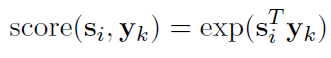 score(s_i, y_k) = exp(s_i^T y_k)